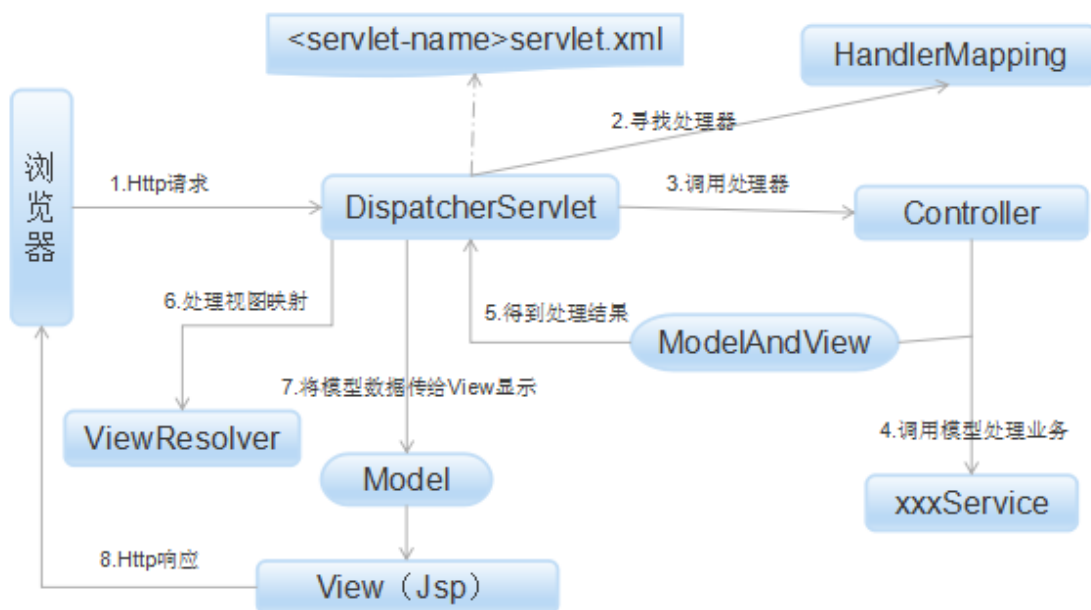 <servlet-name>servlet.xml
HandlerMapping
2.寻找处理器
浏览器
1.Http请求
DispatcherServlet
3.调用处理器
Controller
6.处理视图映射
5.得到处理结果
ModelAndView
7.将模型数据传给View显示
ViewResolver
4.调用模型处理业务
Model
xxxService
8.Http响应
View（Jsp）